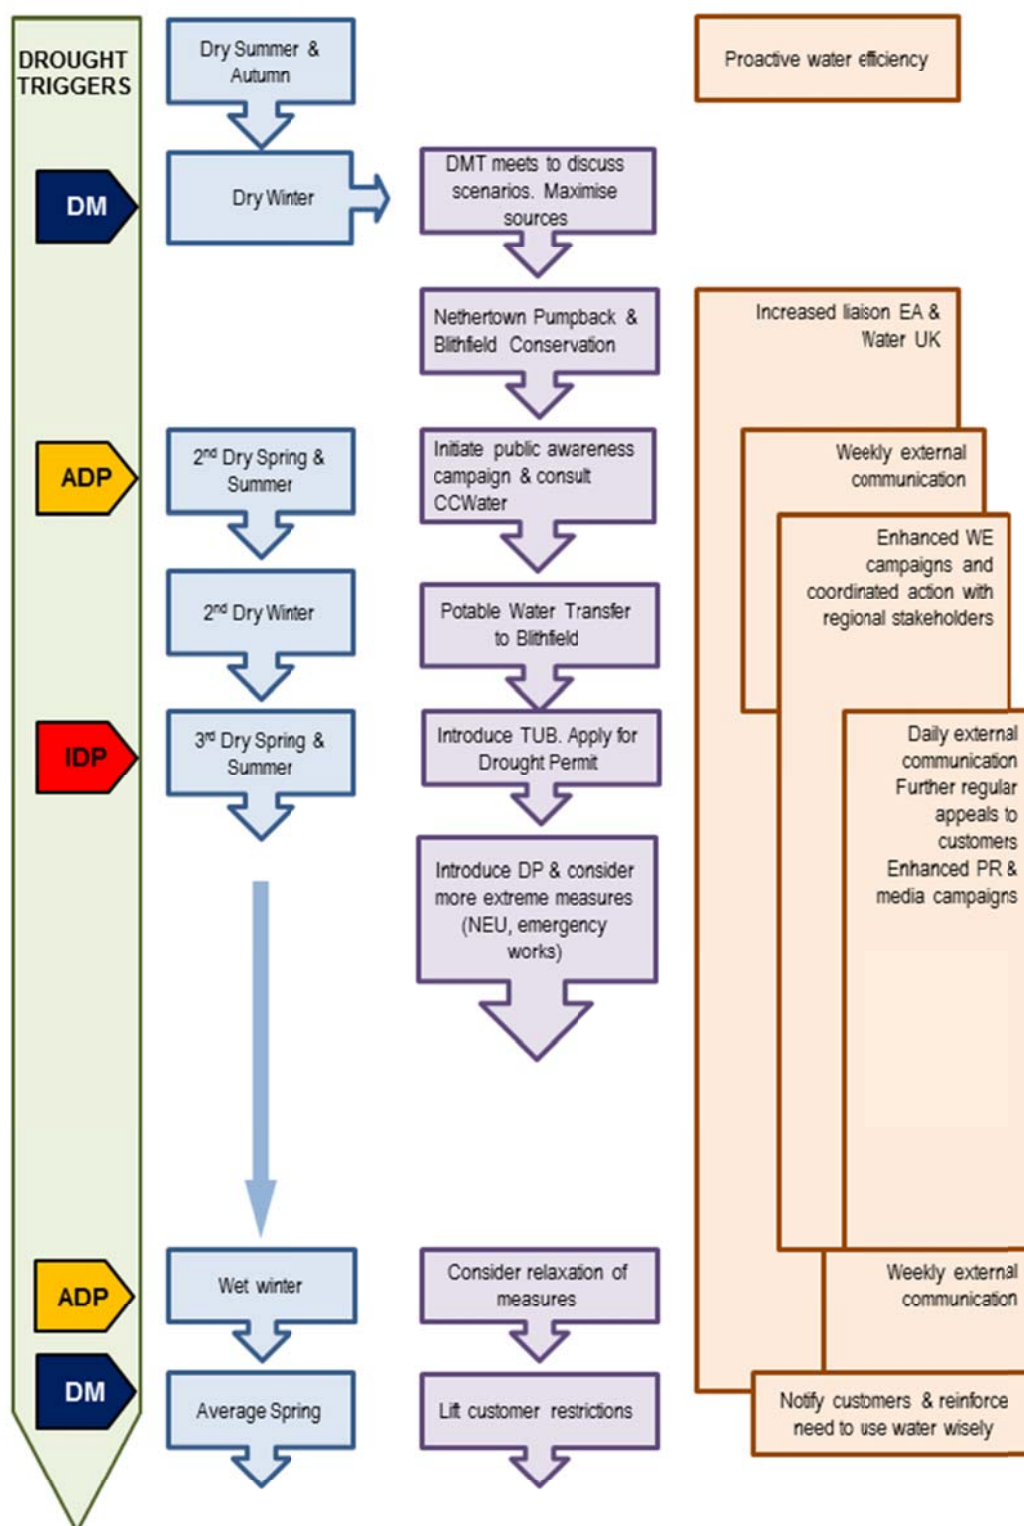 DROUGHT
TRIGGERS
Dry Summer &
Autumn
Proactive water efficiency
DM
Dry Winter
DMT meets to discuss
scenarios. Maximise
sources
Nethertown Pumpback &
Blithfield Conservation
Increased liaison EA &
Water UK
ADP
2nd Dry Spring &
Summer
Initiate public awareness
campaign & consult
CCWater
Weekly external
communication
Enhanced WE
campaigns and
coordinated action with
regional stakeholders
2nd Dry Winter
Potable Water Transfer
to Blithfield
IDP
3rd Dry Spring &
Summer
Introduce TUB. Apply for
Drought Permit
Daily external
communication
Further regular
appeals to
customers
Enhanced PR &
media campaigns
Introduce DP & consider
more extreme measures
(NEU, emergency
works)
ADP
Wet winter
Consider relaxation of
measures
Weekly external
communication
DM
Average Spring
Lift customer restrictions
Notify customers & reinforce
need to use water wisely